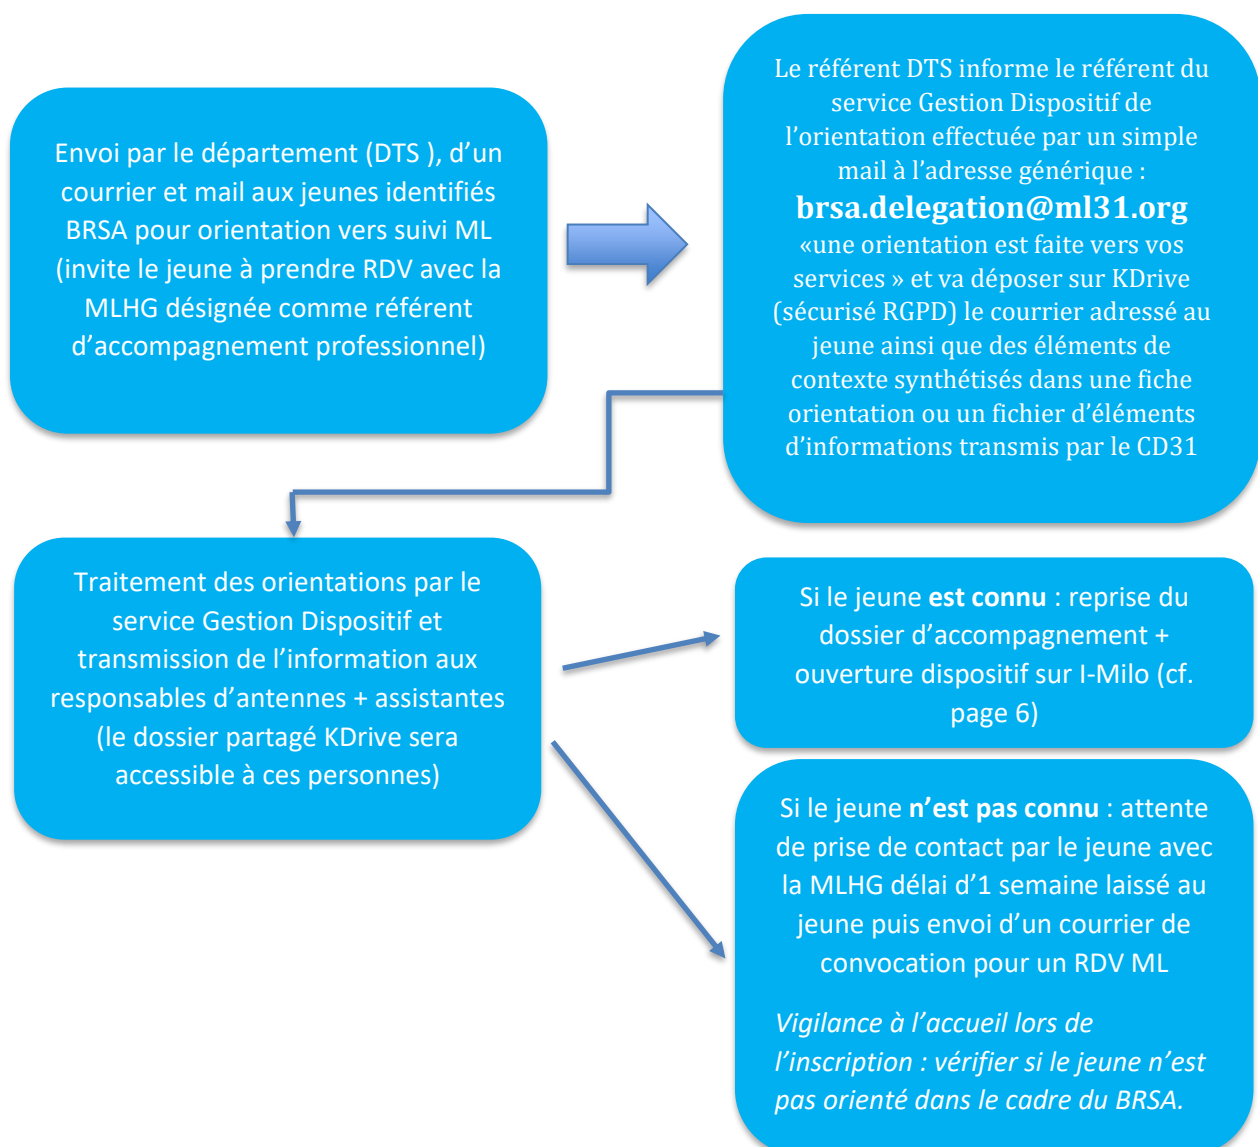 Envoi par le département (DTS ), d’un
courrier et mail aux jeunes identifiés
BRSA pour orientation vers suivi ML
(invite le jeune à prendre RDV avec la
MLHG désignée comme référent
d’accompagnement professionnel)
Le référent DTS informe le référent du
service Gestion Dispositif de
l’orientation effectuée par un simple
mail à l’adresse générique :
brsa.delegation@ml31.org
«une orientation est faite vers vos
services » et va déposer sur KDrive
(sécurisé RGPD) le courrier adressé au
jeune ainsi que des éléments de
contexte synthétisés dans une fiche
orientation ou un fichier d’éléments
d’informations transmis par le CD31
Traitement des orientations par le
service Gestion Dispositif et
transmission de l’information aux
responsables d’antennes + assistantes
(le dossier partagé KDrive sera
accessible à ces personnes)
Si le jeune est connu : reprise du
dossier d’accompagnement +
ouverture dispositif sur I-Milo (cf.
page 6)
Si le jeune n’est pas connu : attente
de prise de contact par le jeune avec
la MLHG délai d’1 semaine laissé au
jeune puis envoi d’un courrier de
convocation pour un RDV ML
Vigilance à l’accueil lors de
l’inscription : vérifier si le jeune n’est
pas orienté dans le cadre du BRSA.